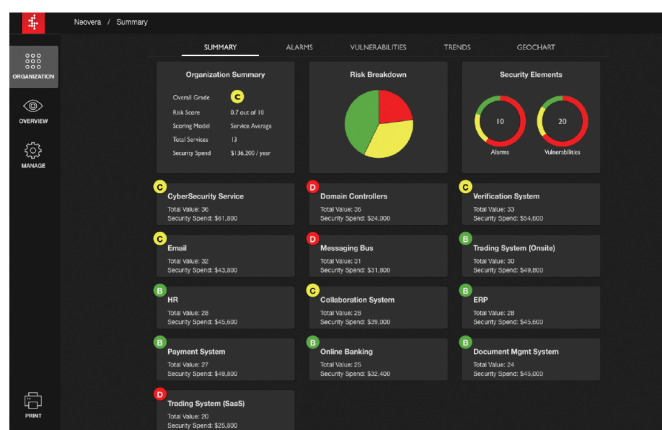 Neovera / Summary
SUMMARY ALARMS VULNERABILITIES TRENDS GEOCHART
ORGANIZATION
OVERVIEW
MANAGE
PRINT
Organization Summary
Overall Grade C
Risk Score 0.7 out of 10
Scoring Model Service Average
Total Services 13
Security Spend $136,200 / year
Risk Breakdown
Security Elements
10 20
Alarms Vulnerabilities
C
CyberSecurity Service
Total Value: 36
Security Spend: $61,800
D
Domain Controllers
Total Value: 35
Security Spend: $24,000
C
Verification System
Total Value: 33
Security Spend: $54,600
C
Email
Total Value: 32
Security Spend: $43,800
D
Messaging Bus
Total Value: 31
Security Spend: $31,800
B
Trading System (Onsite)
Total Value: 30
Security Spend: $49,800
B
HR
Total Value: 28
Security Spend: $45,600
C
Collaboration System
Total Value: 28
Security Spend: $39,000
B
ERP
Total Value: 28
Security Spend: $45,600
B
Payment System
Total Value: 27
Security Spend: $48,800
B
Online Banking
Total Value: 25
Security Spend: $32,400
B
Document Mgmt System
Total Value: 24
Security Spend: $45,000
D
Trading System (SaaS)
Total Value: 20
Security Spend: $25,800